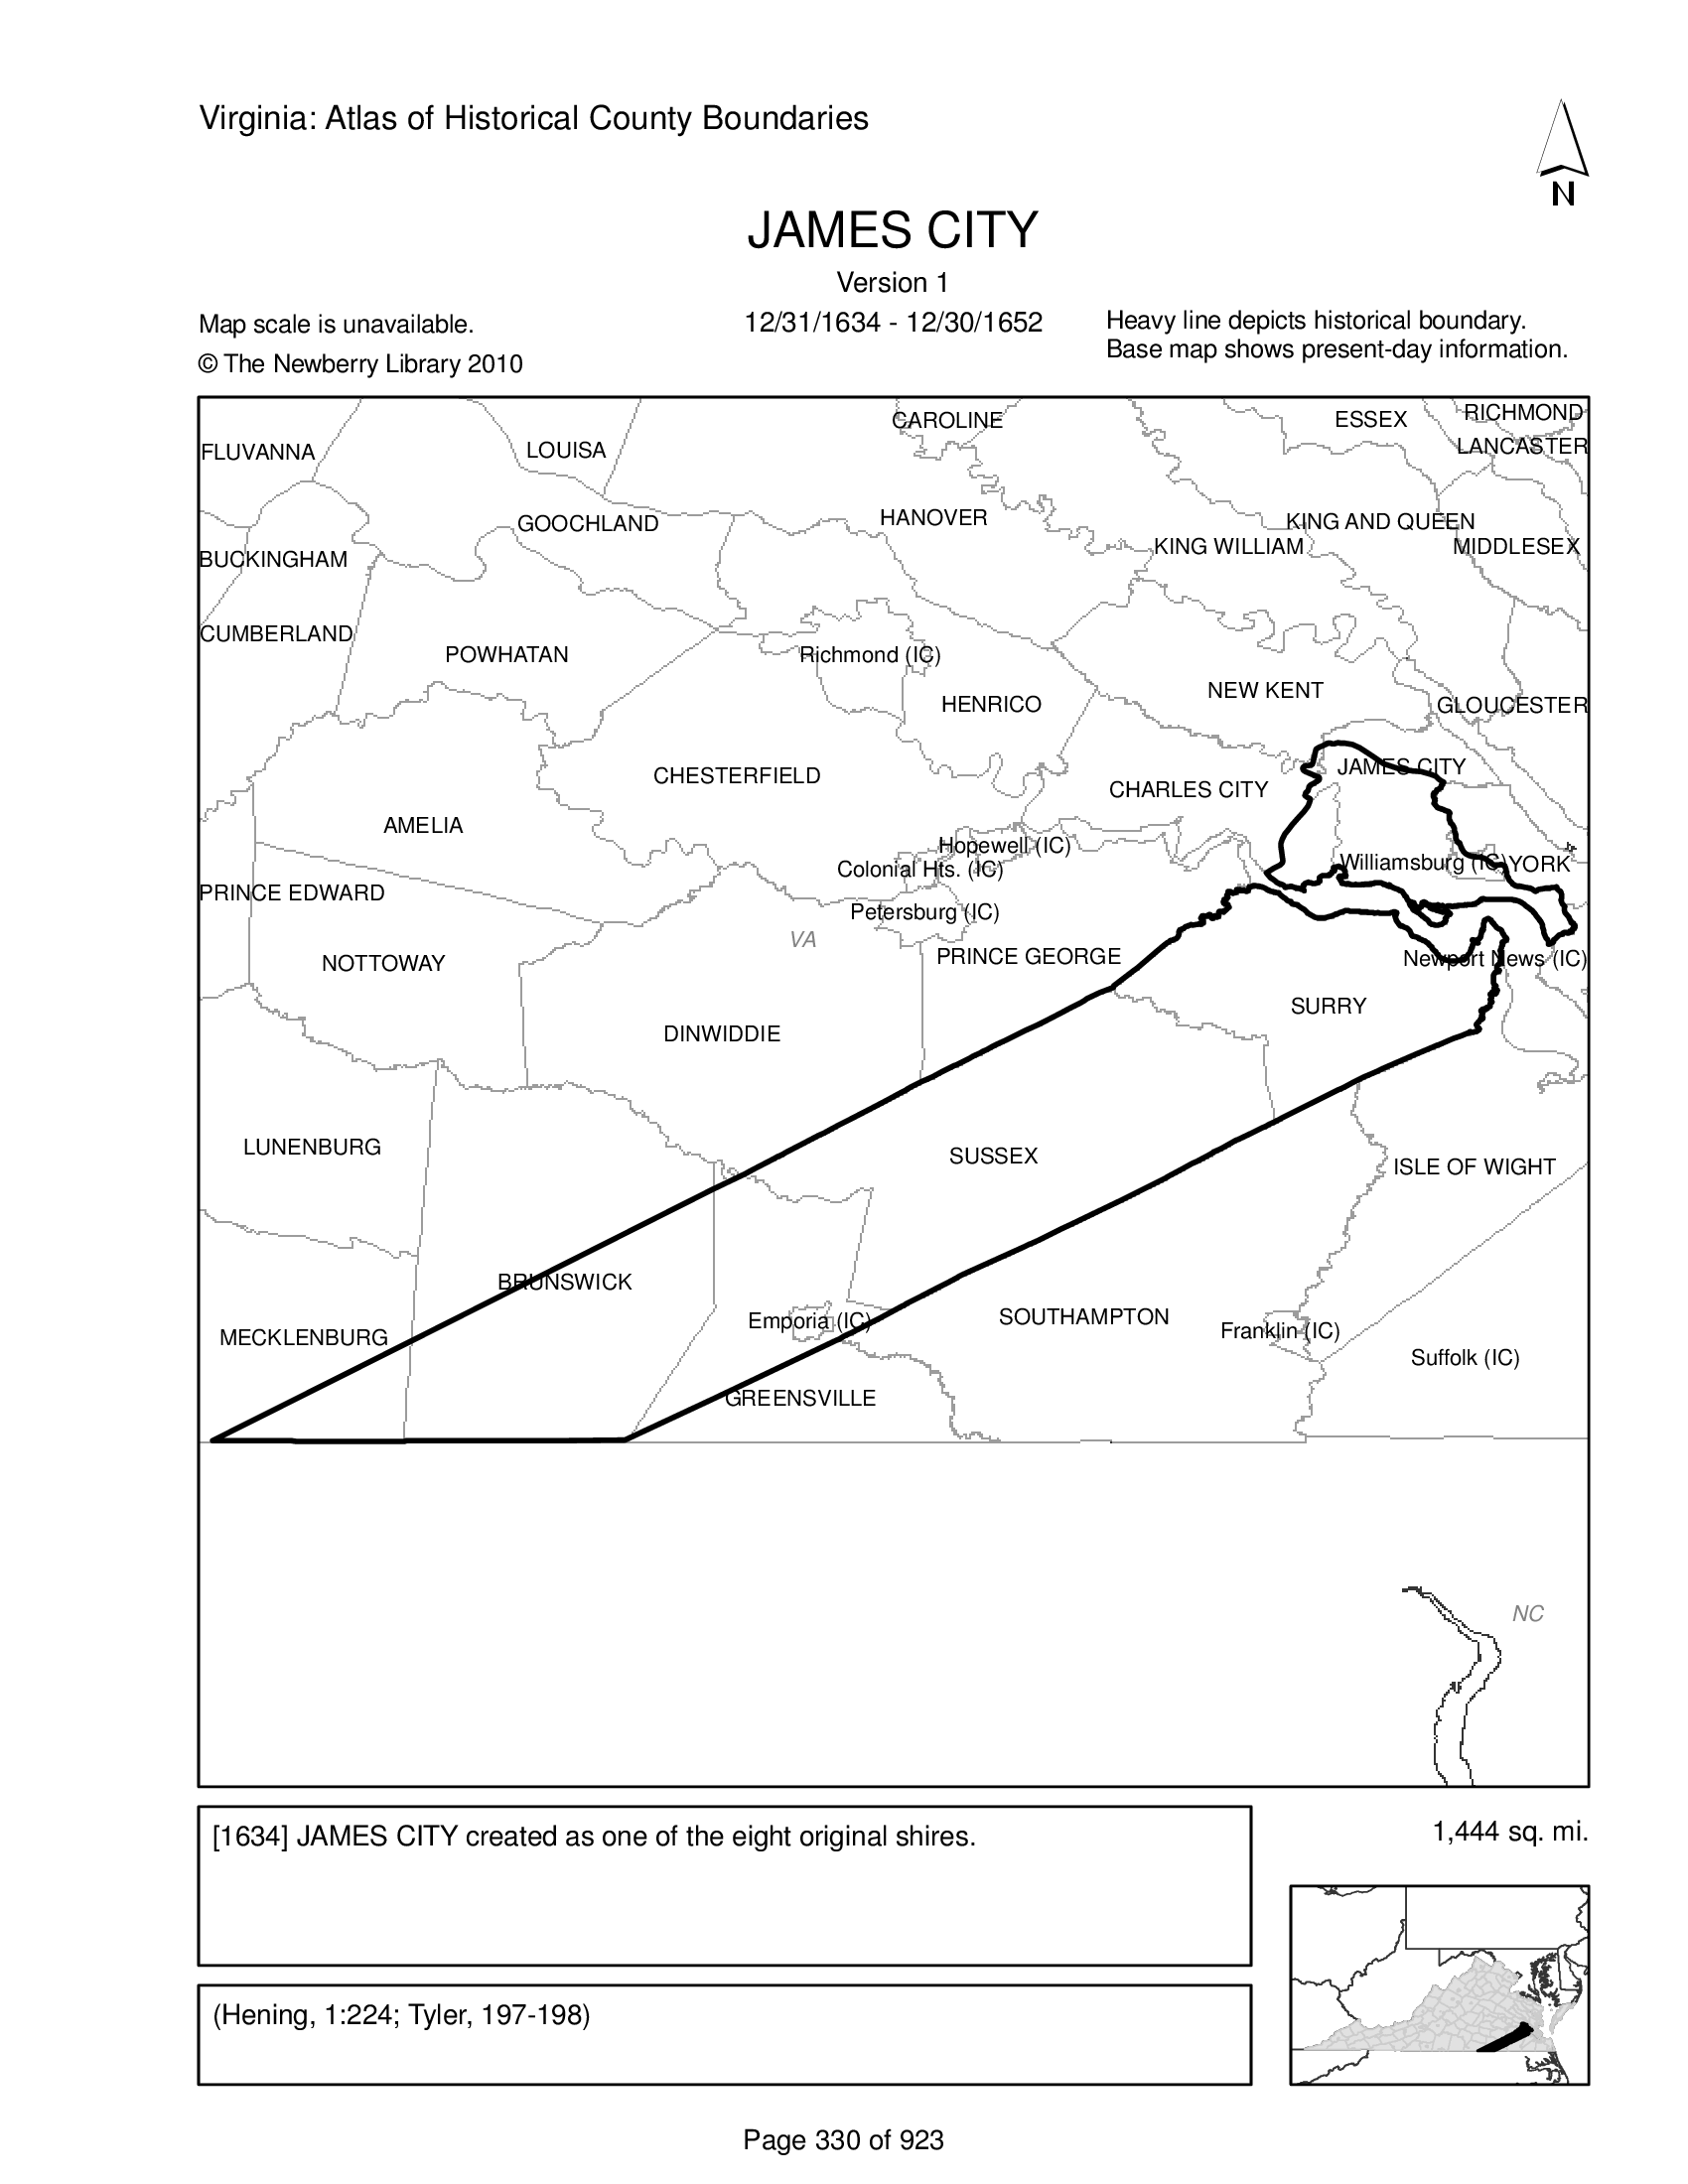 Virginia: Atlas of Historical County Boundaries
N
JAMES CITY
Version 1
12/31/1634 - 12/30/1652
Map scale is unavailable.
© The Newberry Library 2010
Heavy line depicts historical boundary.
Base map shows present-day information.
CAROLINE
ESSEX
RICHMOND
LANCASTER
FLUVANNA
LOUISA
GOOCHLAND
HANOVER
KING AND QUEEN
KING WILLIAM
MIDDLESEX
BUCKINGHAM
CUMBERLAND
POWHATAN
Richmond (IC)
HENRICO
NEW KENT
GLOUCESTER
CHESTERFIELD
JAMES CITY
CHARLES CITY
AMELIA
Hopewell (IC)
Colonial Hts. (IC)
Williamsburg (IC)
YORK
PRINCE EDWARD
Petersburg (IC)
VA
NOTTOWAY
PRINCE GEORGE
Newport News (IC)
SURRY
DINWIDDIE
LUNENBURG
SUSSEX
ISLE OF WIGHT
BRUNSWICK
MECKLENBURG
Emporia (IC)
SOUTHAMPTON
Franklin (IC)
Suffolk (IC)
GREENSVILLE
NC
[1634] JAMES CITY created as one of the eight original shires.
1,444 sq. mi.
(Hening, 1:224; Tyler, 197-198)
Page 330 of 923